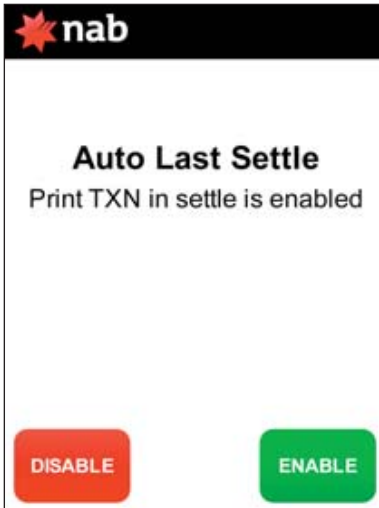 nab
Auto Last Settle
Print TXN in settle is enabled
DISABLE
ENABLE